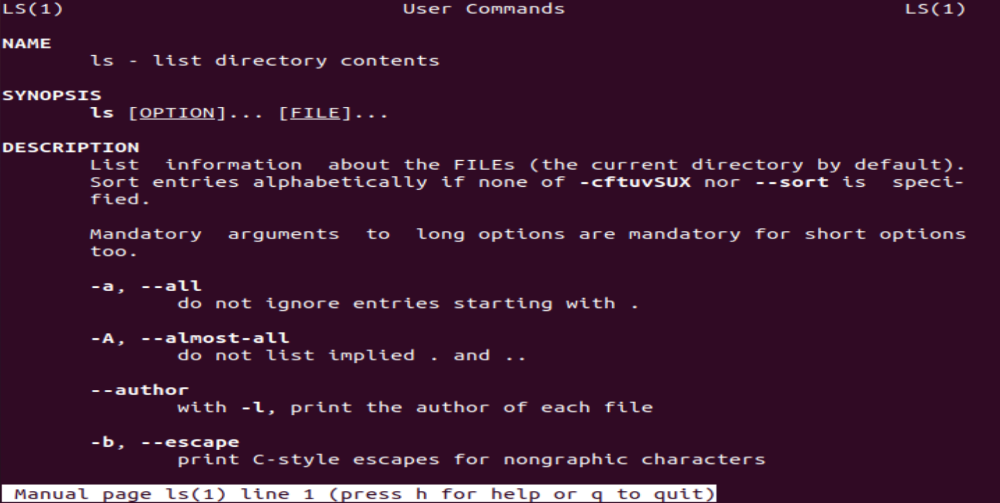 LS(1) User Commands LS(1)
NAME
ls - list directory contents
SYNOPSIS
ls [OPTION]... [FILE]...
DESCRIPTION
List information about the FILEs (the current directory by default).
Sort entries alphabetically if none of -cftuvSUX nor --sort is speci-
fied.
Mandatory arguments to long options are mandatory for short options
too.
-a, --all
do not ignore entries starting with .
-A, --almost-all
do not list implied . and ..
--author
with -l, print the author of each file
-b, --escape
print C-style escapes for nongraphic characters
Manual page ls(1) line 1 (press h for help or q to quit)